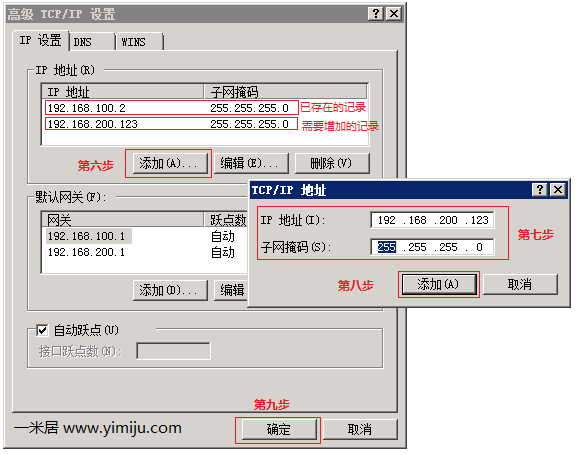 高级 TCP/IP 设置
IP 设置 DNS WINS
IP 地址(R)
IP 地址 子网掩码
192.168.100.2 255.255.255.0 已存在的记录
192.168.200.123 255.255.255.0 需要增加的记录
第六步 添加(A)... 编辑(E)... 删除(V)
默认网关(F):
网关 跃点数
192.168.100.1 自动
192.168.200.1 自动
添加(D)... 编辑
自动跃点(U)
接口跃点数(N):
第九步
一米居 www.yimiju.com 确定 取消
TCP/IP 地址
IP 地址(I): 192 .168 .200 .123
第七步
子网掩码(S): 255 .255 .255 . 0
第八步 添加(A) 取消